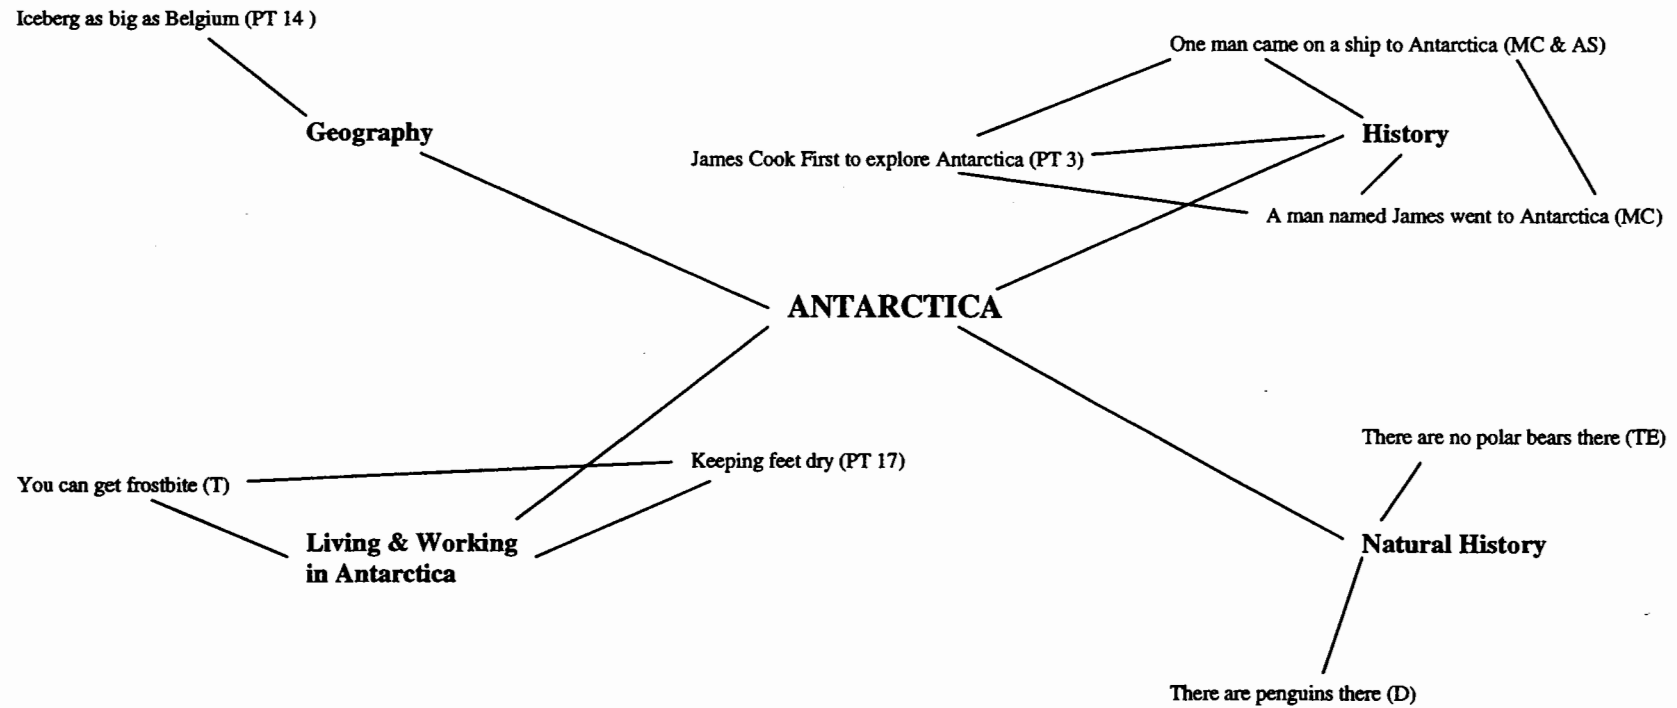 Iceberg as big as Belgium (PT 14 )
One man came on a ship to Antarctica (MC & AS)
Geography
History
James Cook First to explore Antarctica (PT 3)
A man named James went to Antarctica (MC)
ANTARCTICA
There are no polar bears there (TE)
Keeping feet dry (PT 17)
You can get frostbite (T)
Living & Working
in Antarctica
Natural History
There are penguins there (D)